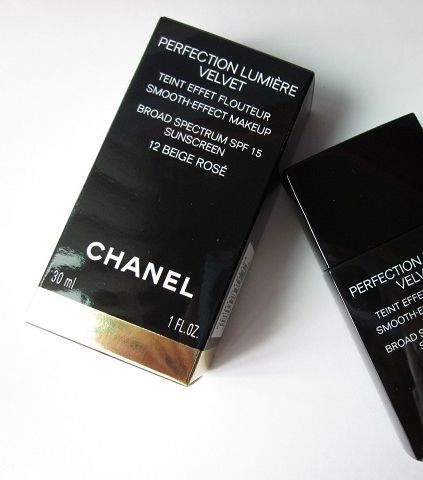 PERFECTION LUMIÈRE
VELVET
TEINT EFFET FLOUTEUR
SMOOTH-EFFECT MAKEUP
BROAD SPECTRUM SPF 15
SUNSCREEN
12 BEIGE ROSÉ
CHANEL
30 ml
1 FL.OZ.
PERFECTION
VELV
TEINT EFFE
SMOOTH-EF
BROAD S
S